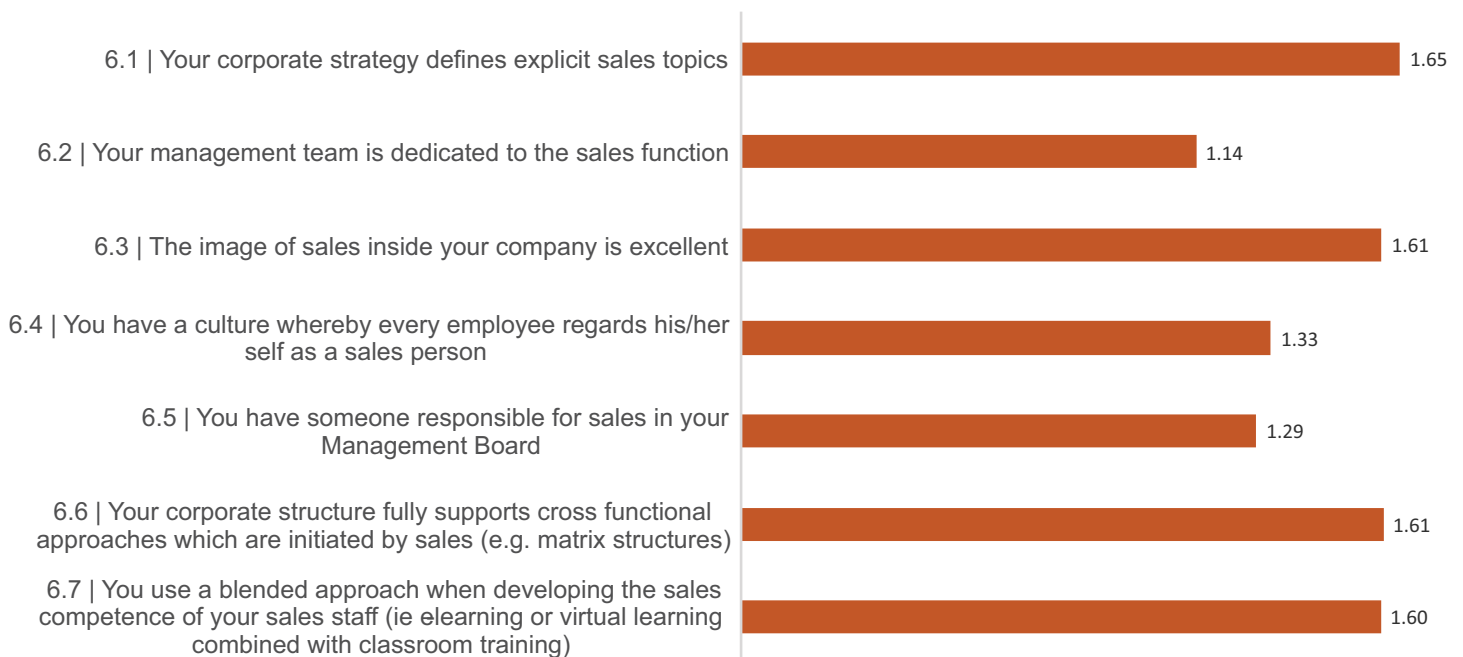 6.1 | Your corporate strategy defines explicit sales topics
1.65
6.2 | Your management team is dedicated to the sales function
1.14
6.3 | The image of sales inside your company is excellent
1.61
6.4 | You have a culture whereby every employee regards his/her
self as a sales person
1.33
6.5 | You have someone responsible for sales in your
Management Board
1.29
6.6 | Your corporate structure fully supports cross functional
approaches which are initiated by sales (e.g. matrix structures)
1.61
6.7 | You use a blended approach when developing the sales
competence of your sales staff (ie elearning or virtual learning
combined with classroom training)
1.60